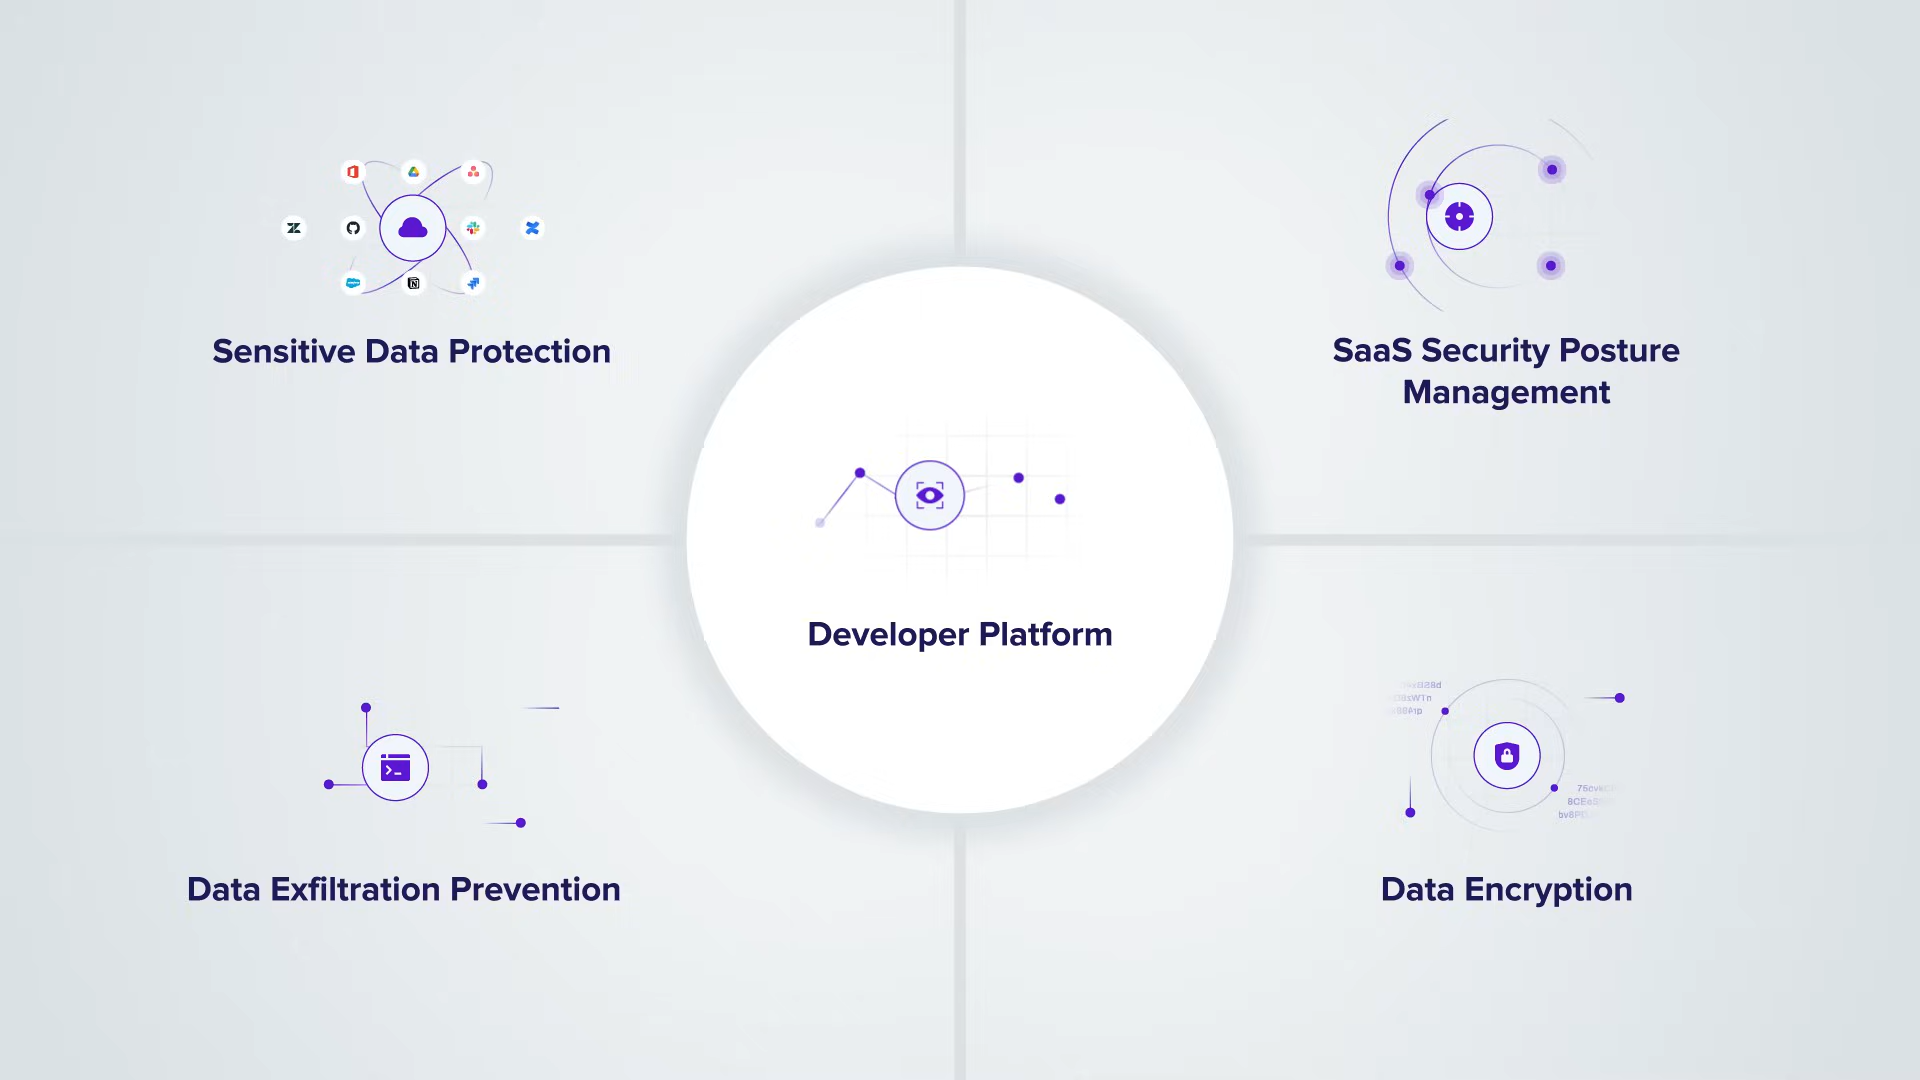 Sensitive Data Protection
SaaS Security Posture
Management
Developer Platform
Data Exfiltration Prevention
Data Encryption